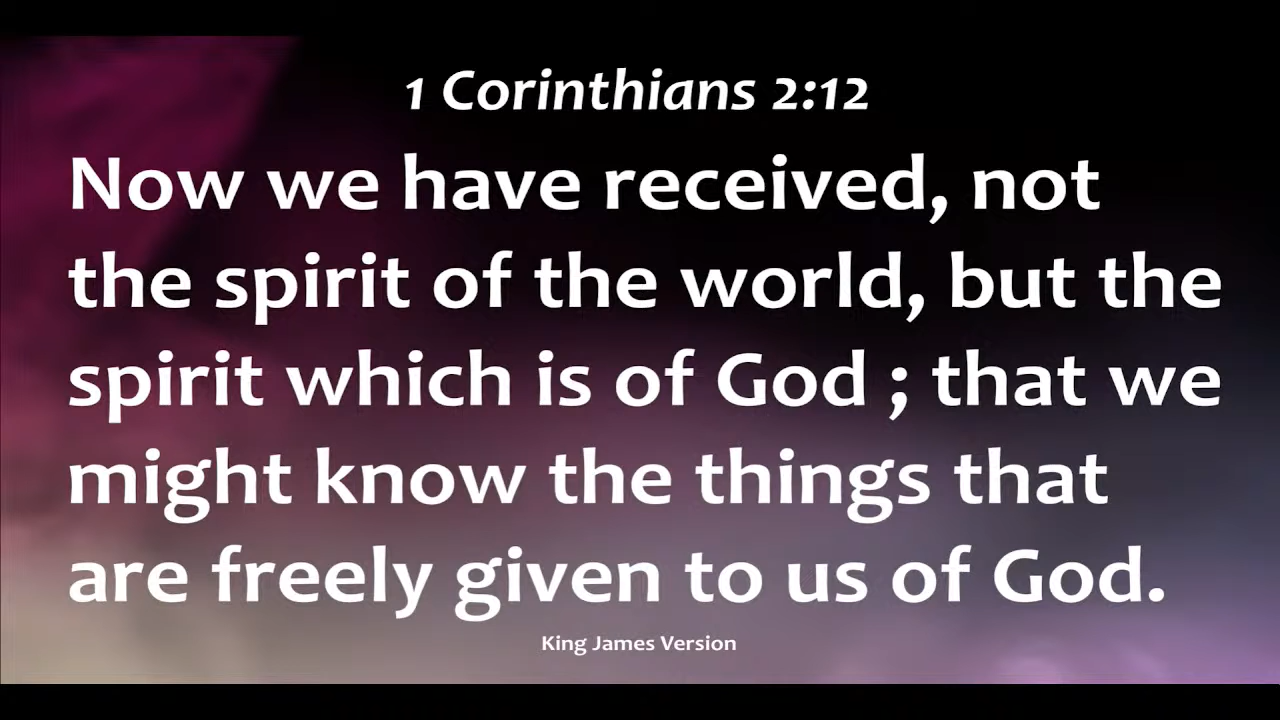 1 Corinthians 2:12
Now we have received, not
the spirit of the world, but the
spirit which is of God ; that we
might know the things that
are freely given to us of God.
King James Version